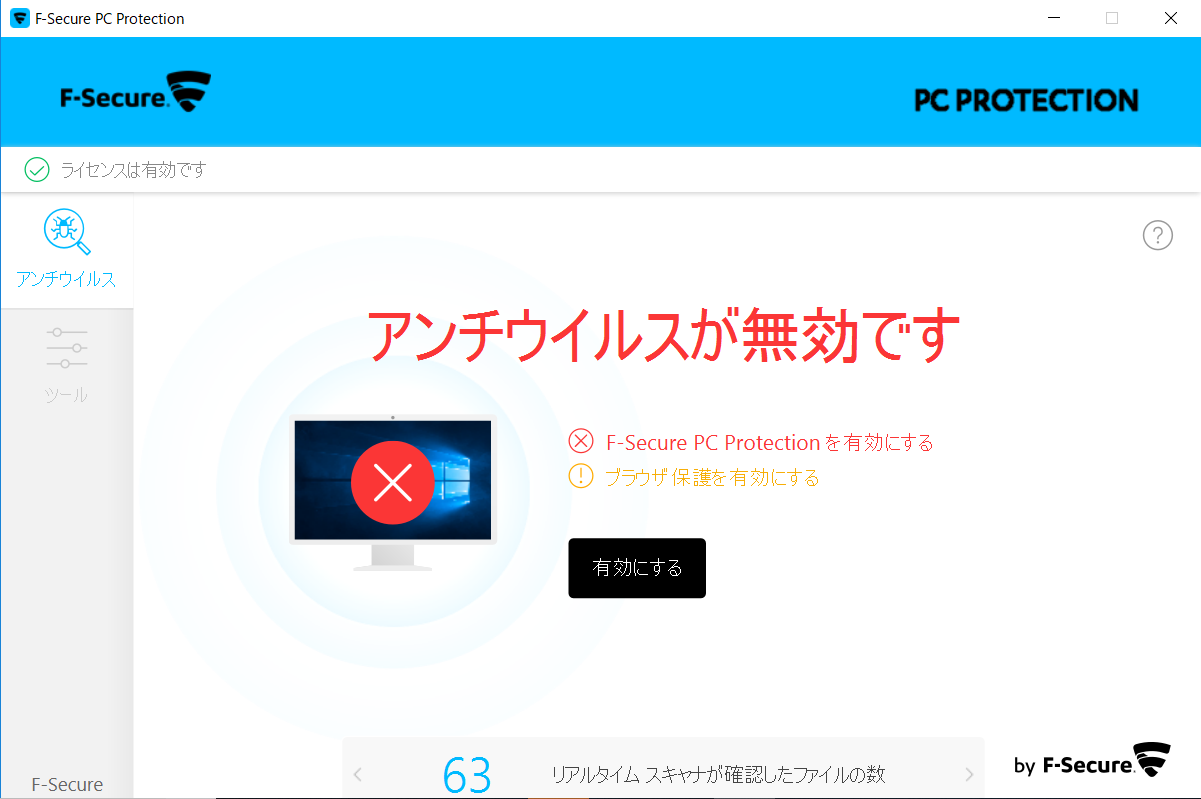 F-Secure PC Protection
F-Secure.
PC PROTECTION
ライセンスは有効です
アンチウイルス
ツール
F-Secure
?
アンチウイルスが無効です
F-Secure PC Protection を有効にする
ブラウザ 保護を有効にする
有効にする
63 リアルタイム スキャナが確認したファイルの数
by F-Secure.